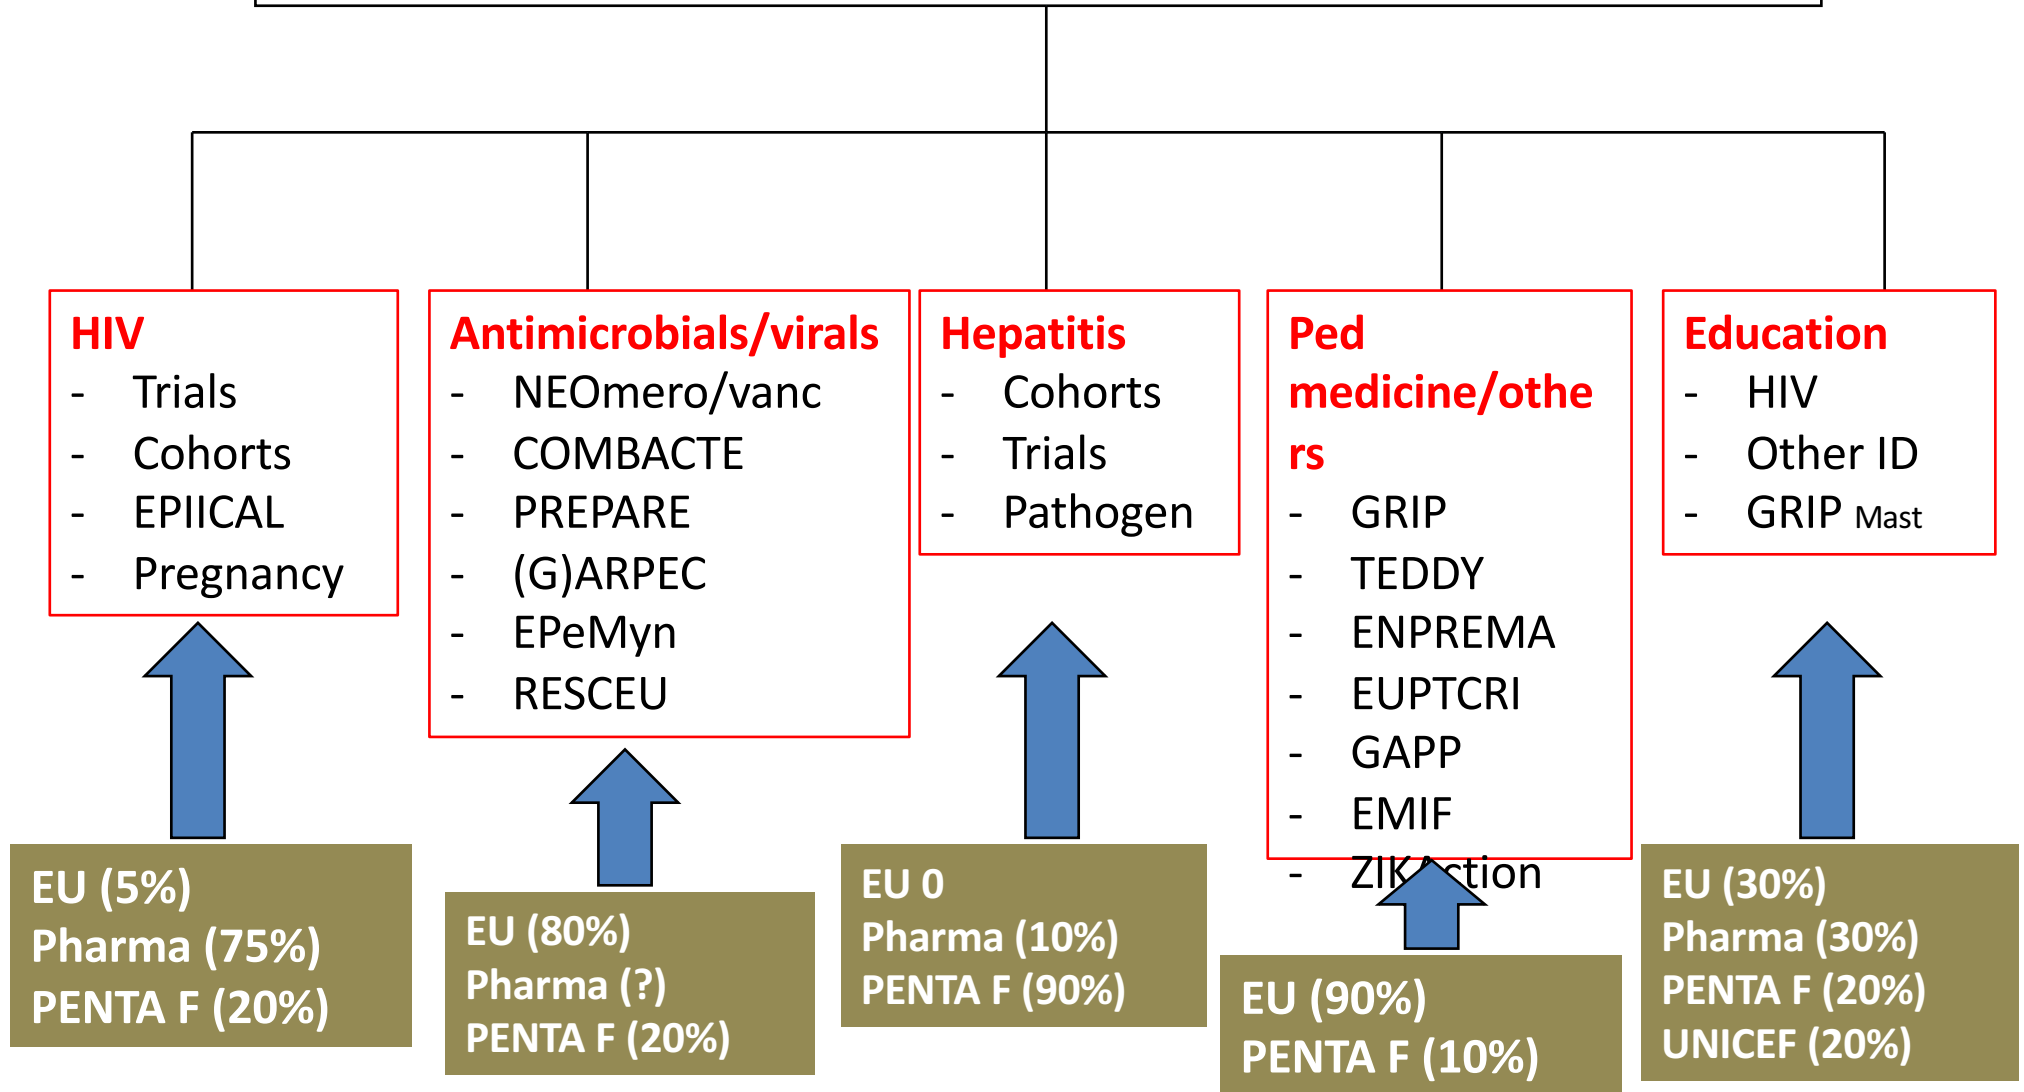 HIV
- Trials
- Cohorts
- EPIICAL
- Pregnancy
Antimicrobials/virals
- NEOmero/vanc
- COMBACTE
- PREPARE
- (G)ARPEC
- EPeMyn
- RESCEU
Hepatitis
- Cohorts
- Trials
- Pathogen
Ped
medicine/othe
rs
- GRIP
- TEDDY
- ENPREMA
- EUPTCRI
- GAPP
- EMIF
- ZIKAction
Education
- HIV
- Other ID
- GRIP Mast
EU (5%)
Pharma (75%)
PENTA F (20%)
EU (80%)
Pharma (?)
PENTA F (20%)
EU 0
Pharma (10%)
PENTA F (90%)
EU (90%)
PENTA F (10%)
EU (30%)
Pharma (30%)
PENTA F (20%)
UNICEF (20%)